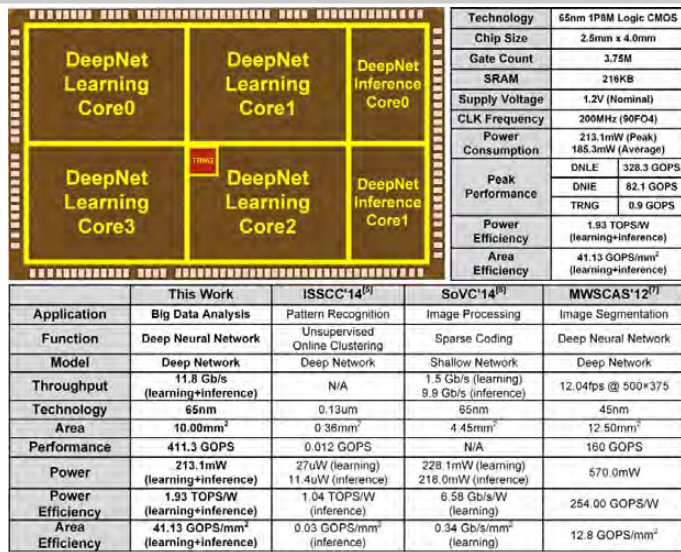 DeepNet
Learning
Core0
DeepNet
Learning
Core1
DeepNet
Inference
Core0
TRNG
DeepNet
Learning
Core3
DeepNet
Learning
Core2
DeepNet
Inference
Core1
Technology 65nm 1P8M Logic CMOS
Chip Size 2.5mm x 4.0mm
Gate Count 3.75M
SRAM 216KB
Supply Voltage 1.2V (Nominal)
CLK Frequency 200MHz (90FO4)
Power Consumption 213.1mW (Peak)
185.3mW (Average)
Peak Performance
DNLE 328.3 GOPS
DNIE 82.1 GOPS
TRNG 0.9 GOPS
Power Efficiency 1.93 TOPS/W
(learning+inference)
Area Efficiency 41.13 GOPS/mm²
(learning+inference)
This Work ISSCC'14[5] SoVC'14[6] MWSCAS'12[7]
Application Big Data Analysis Pattern Recognition Image Processing Image Segmentation
Function Deep Neural Network Unsupervised Online Clustering Sparse Coding Deep Neural Network
Model Deep Network Deep Network Shallow Network Deep Network
Throughput 11.8 Gb/s (learning+inference) N/A 1.5 Gb/s (learning) 9.9 Gb/s (inference) 12.04fps @ 500×375
Technology 65nm 0.13um 65nm 45nm
Area 10.00mm² 0.36mm² 4.45mm² 12.50mm²
Performance 411.3 GOPS 0.012 GOPS N/A 160 GOPS
Power 213.1mW (learning+inference) 27uW (learning) 11.4uW (inference) 228.1mW (learning) 218.0mW (inference) 570.0mW
Power Efficiency 1.93 TOPS/W (learning+inference) 1.04 TOPS/W (inference) 6.58 Gb/s/W (learning) 254.00 GOPS/W
Area Efficiency 41.13 GOPS/mm² (learning+inference) 0.03 GOPS/mm² (inference) 0.34 Gb/s/mm² (learning) 12.8 GOPS/mm²